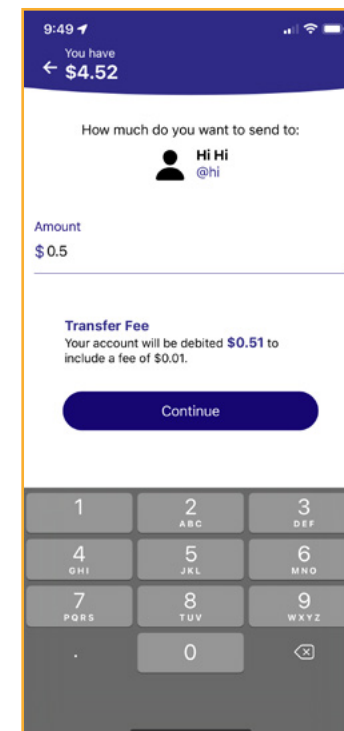 9:49
You have
$4.52
How much do you want to send to:
Hi Hi
@hi
Amount
$ 0.5
Transfer Fee
Your account will be debited $0.51 to
include a fee of $0.01.
Continue
1
2
ABC
3
DEF
4
GHI
5
JKL
6
MNO
7
PQRS
8
TUV
9
WXYZ
.
0